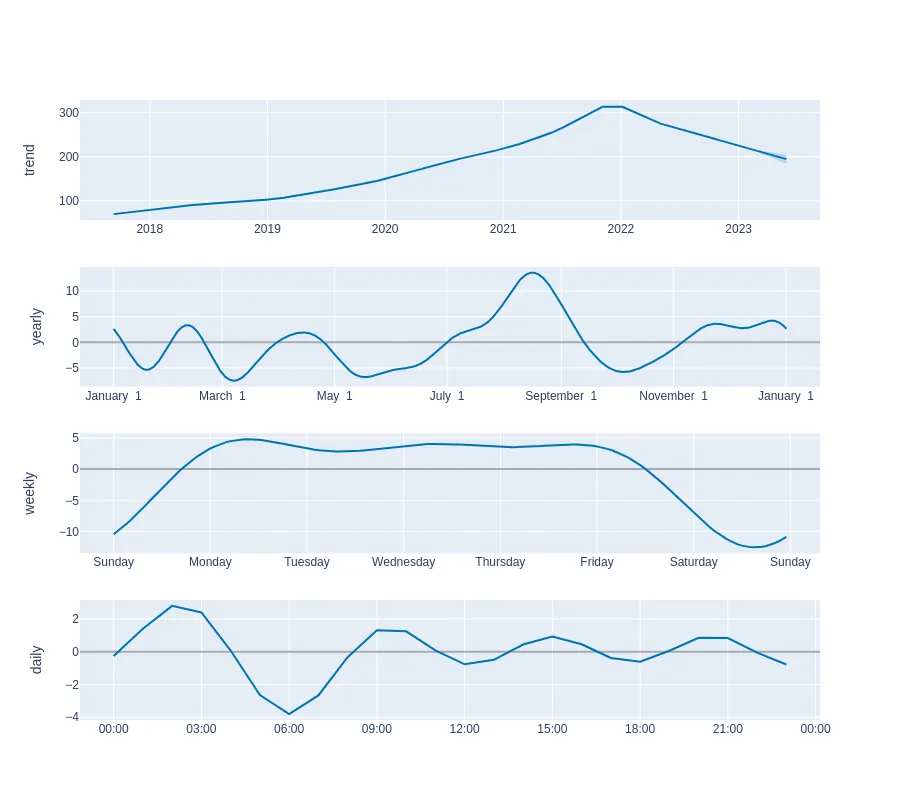 trend
300
200
100
2018 2019 2020 2021 2022 2023
yearly
10
5
0
−5
January 1 March 1 May 1 July 1 September 1 November 1 January 1
weekly
5
0
−5
−10
Sunday Monday Tuesday Wednesday Thursday Friday Saturday Sunday
daily
2
0
−2
−4
00:00 03:00 06:00 09:00 12:00 15:00 18:00 21:00 00:00